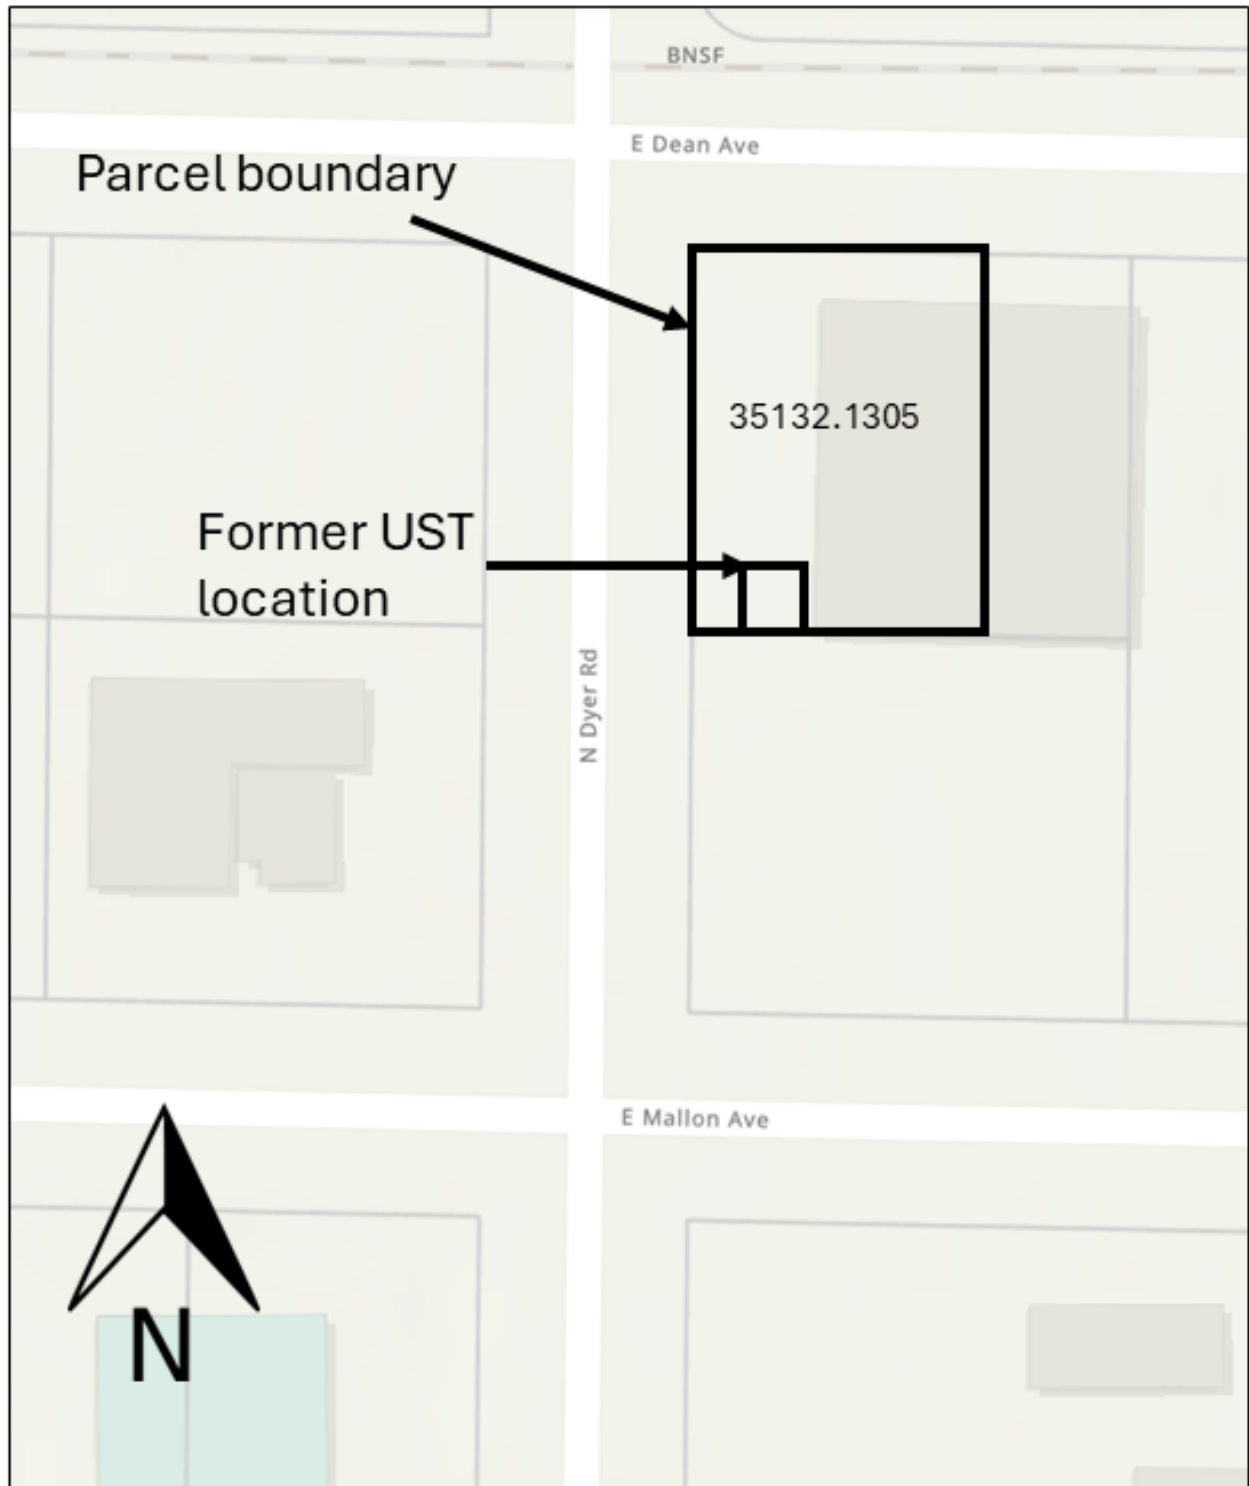 BNSF
E Dean Ave
Parcel boundary
35132.1305
Former UST
location
N Dyer Rd
E Mallon Ave
N